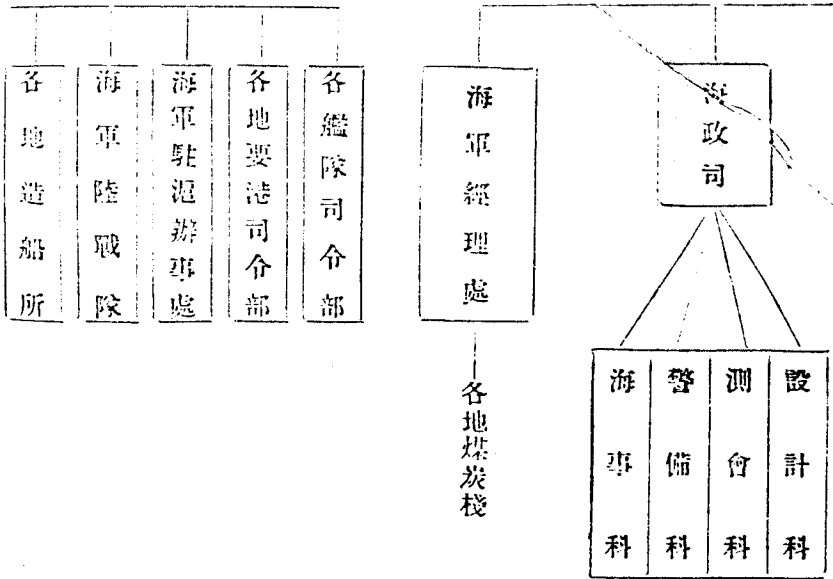 海政司
設計科
測會科
警備科
海事科
海軍經理處
各地煤炭棧
各艦隊司令部
各地要港司令部
海軍駐滬辦事處
海軍陸戰隊
各地造船所